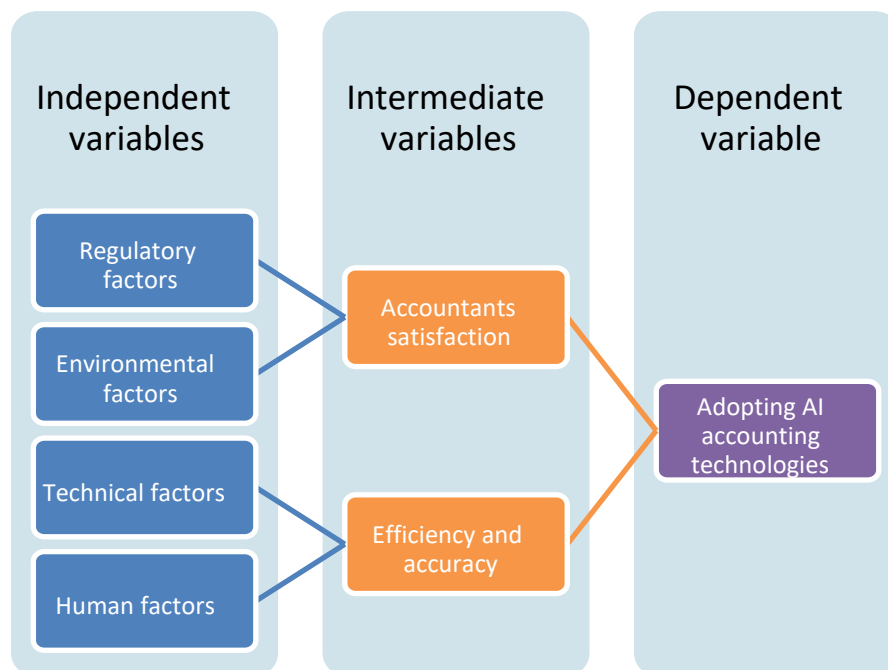 Independent
variables
Regulatory
factors
Environmental
factors
Technical factors
Human factors
Intermediate
variables
Accountants
satisfaction
Efficiency and
accuracy
Dependent
variable
Adopting AI
accounting
technologies